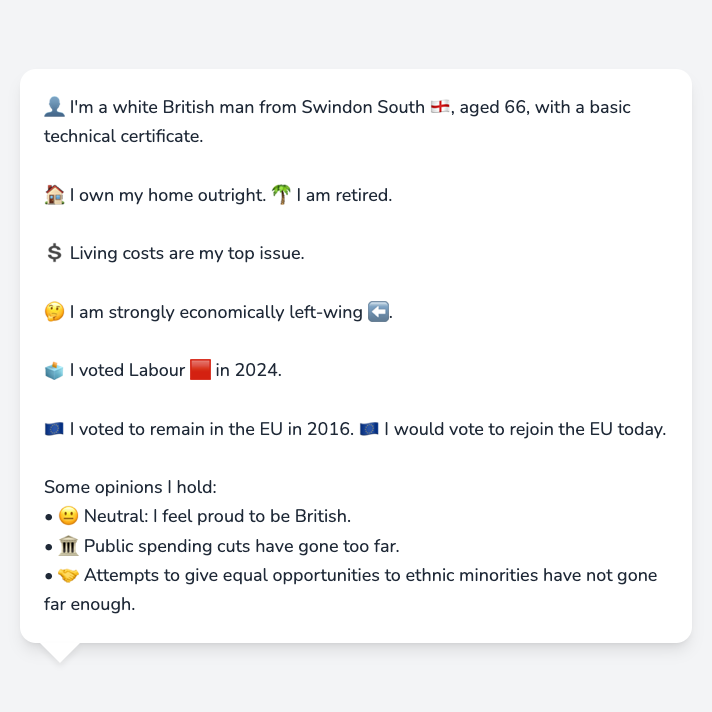 👤 I'm a white British man from Swindon South 🏴󠁧󠁢󠁥󠁮󠁧󠁿, aged 66, with a basic
technical certificate.
🏠 I own my home outright. 🌴 I am retired.
💲 Living costs are my top issue.
🤔 I am strongly economically left-wing ⬅️.
🗳️ I voted Labour 🟥 in 2024.
🇪🇺 I voted to remain in the EU in 2016. 🇪🇺 I would vote to rejoin the EU today.
Some opinions I hold:
• 😐 Neutral: I feel proud to be British.
• 🏛️ Public spending cuts have gone too far.
• 🤝 Attempts to give equal opportunities to ethnic minorities have not gone
far enough.